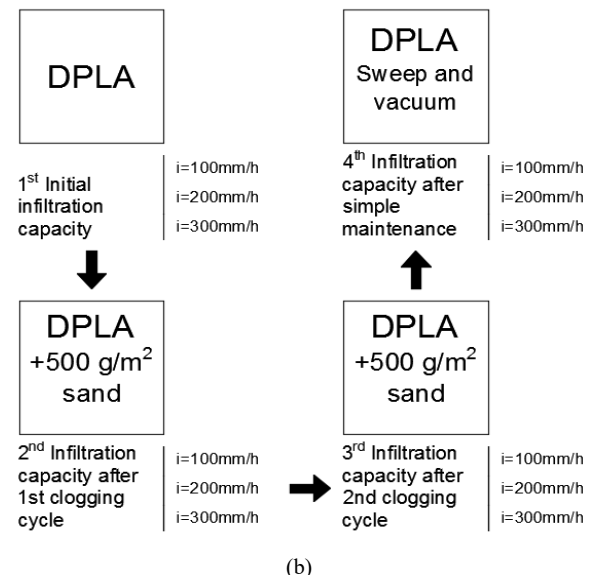 DPLA
1st Initial
infiltration
capacity
i=100mm/h
i=200mm/h
i=300mm/h
DPLA
+500 g/m²
sand
2nd Infiltration
capacity after
1st clogging
cycle
i=100mm/h
i=200mm/h
i=300mm/h
DPLA
+500 g/m²
sand
3rd Infiltration
capacity after
2nd clogging
cycle
i=100mm/h
i=200mm/h
i=300mm/h
DPLA
Sweep and
vacuum
4th Infiltration
capacity after
simple
maintenance
i=100mm/h
i=200mm/h
i=300mm/h
(b)